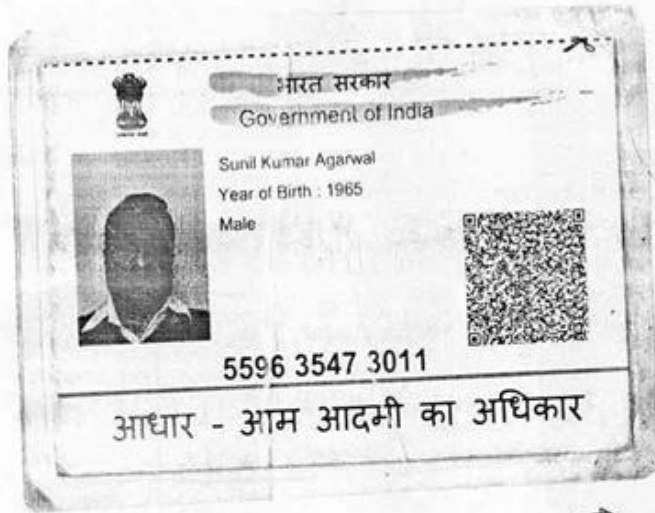 भारत सरकार
Government of India
Sunil Kumar Agarwal
Year of Birth : 1965
Male
5596 3547 3011
आधार - आम आदमी का अधिकार